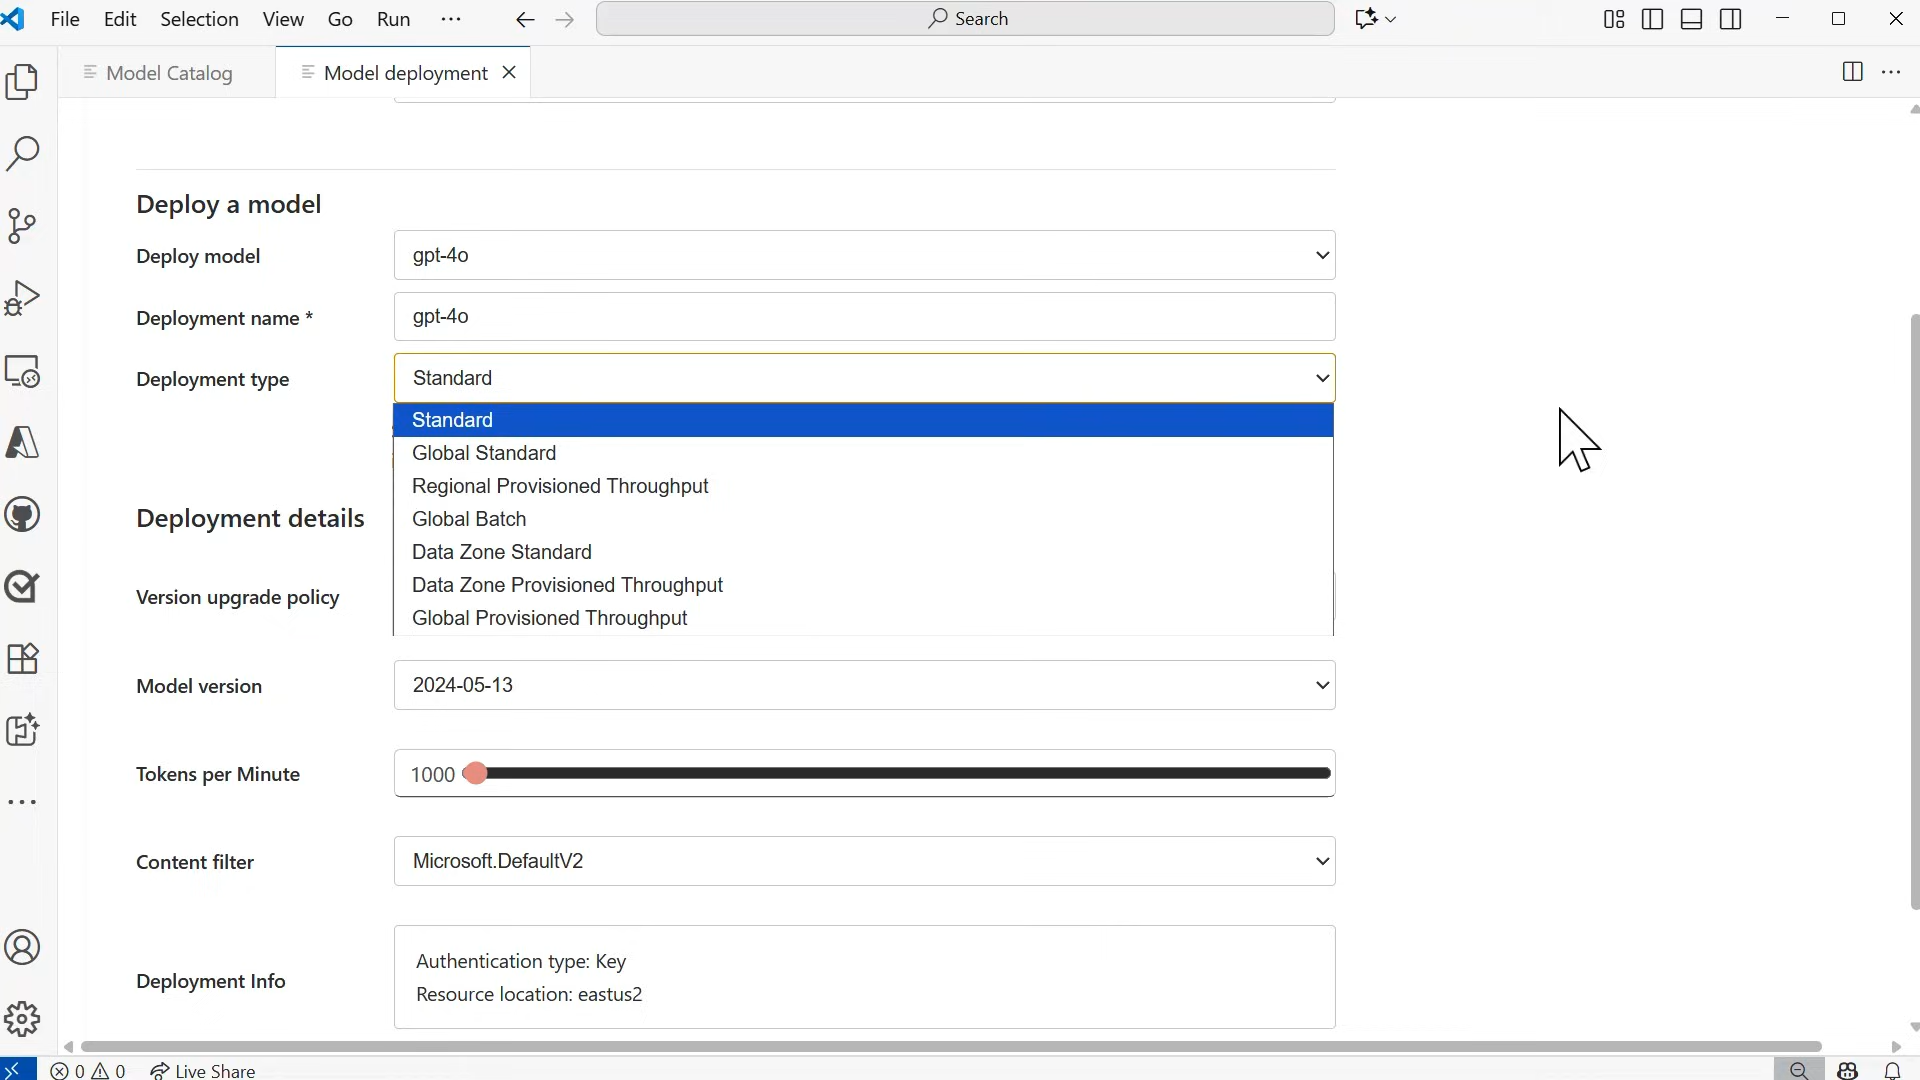 File Edit Selection View Go Run ··· Search
Model Catalog Model deployment
Deploy a model
Deploy model gpt-4o
Deployment name * gpt-4o
Deployment type Standard
Standard
Global Standard
Regional Provisioned Throughput
Global Batch
Data Zone Standard
Data Zone Provisioned Throughput
Global Provisioned Throughput
Deployment details
Version upgrade policy
Model version 2024-05-13
Tokens per Minute 1000
Content filter Microsoft.DefaultV2
Deployment Info
Authentication type: Key
Resource location: eastus2
0 0 Live Share